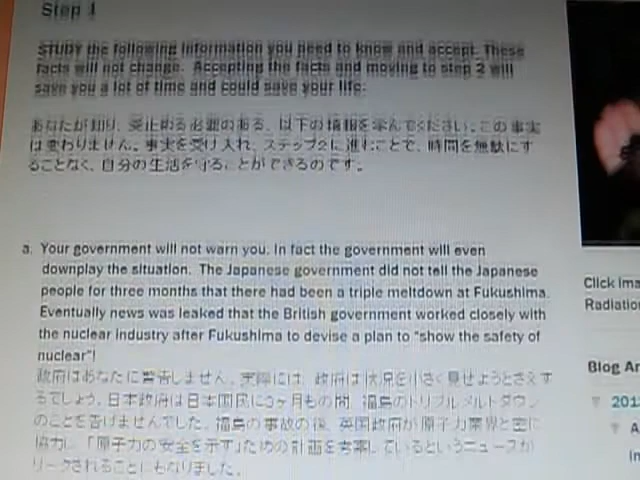 Step 1
STUDY the following information you need to know and accept. These
facts will not change. Accepting the facts and moving to step 2 will
save you a lot of time and could save your life:
あなたが知り、受止める必要のある、以下の情報を学んでください。この事実
は変わりません。事実を受け入れ、ステップ2に進むことで、時間を無駄にす
ることなく、自分の生活を守ることができるのです。
a. Your government will not warn you. In fact the government will even
downplay the situation. The Japanese government did not tell the Japanese
people for three months that there had been a triple meltdown at Fukushima.
Eventually news was leaked that the British government worked closely with
the nuclear industry after Fukushima to devise a plan to "show the safety of
nuclear"!
政府はあなたに警告しません。実際には、政府は状況を小さく見せようとさえす
るでしょう。日本政府は日本国民に3ヶ月もの間、福島のトリプルメルトダウン
のことを告げませんでした。福島の事故の後、英国政府が原子力業界と密に
協力し、「原子力の安全を示す」ための計画を考案しているというニュースが
リークされることにもなりました。
Click Ima
Radiation
Blog Ar
201
A
In